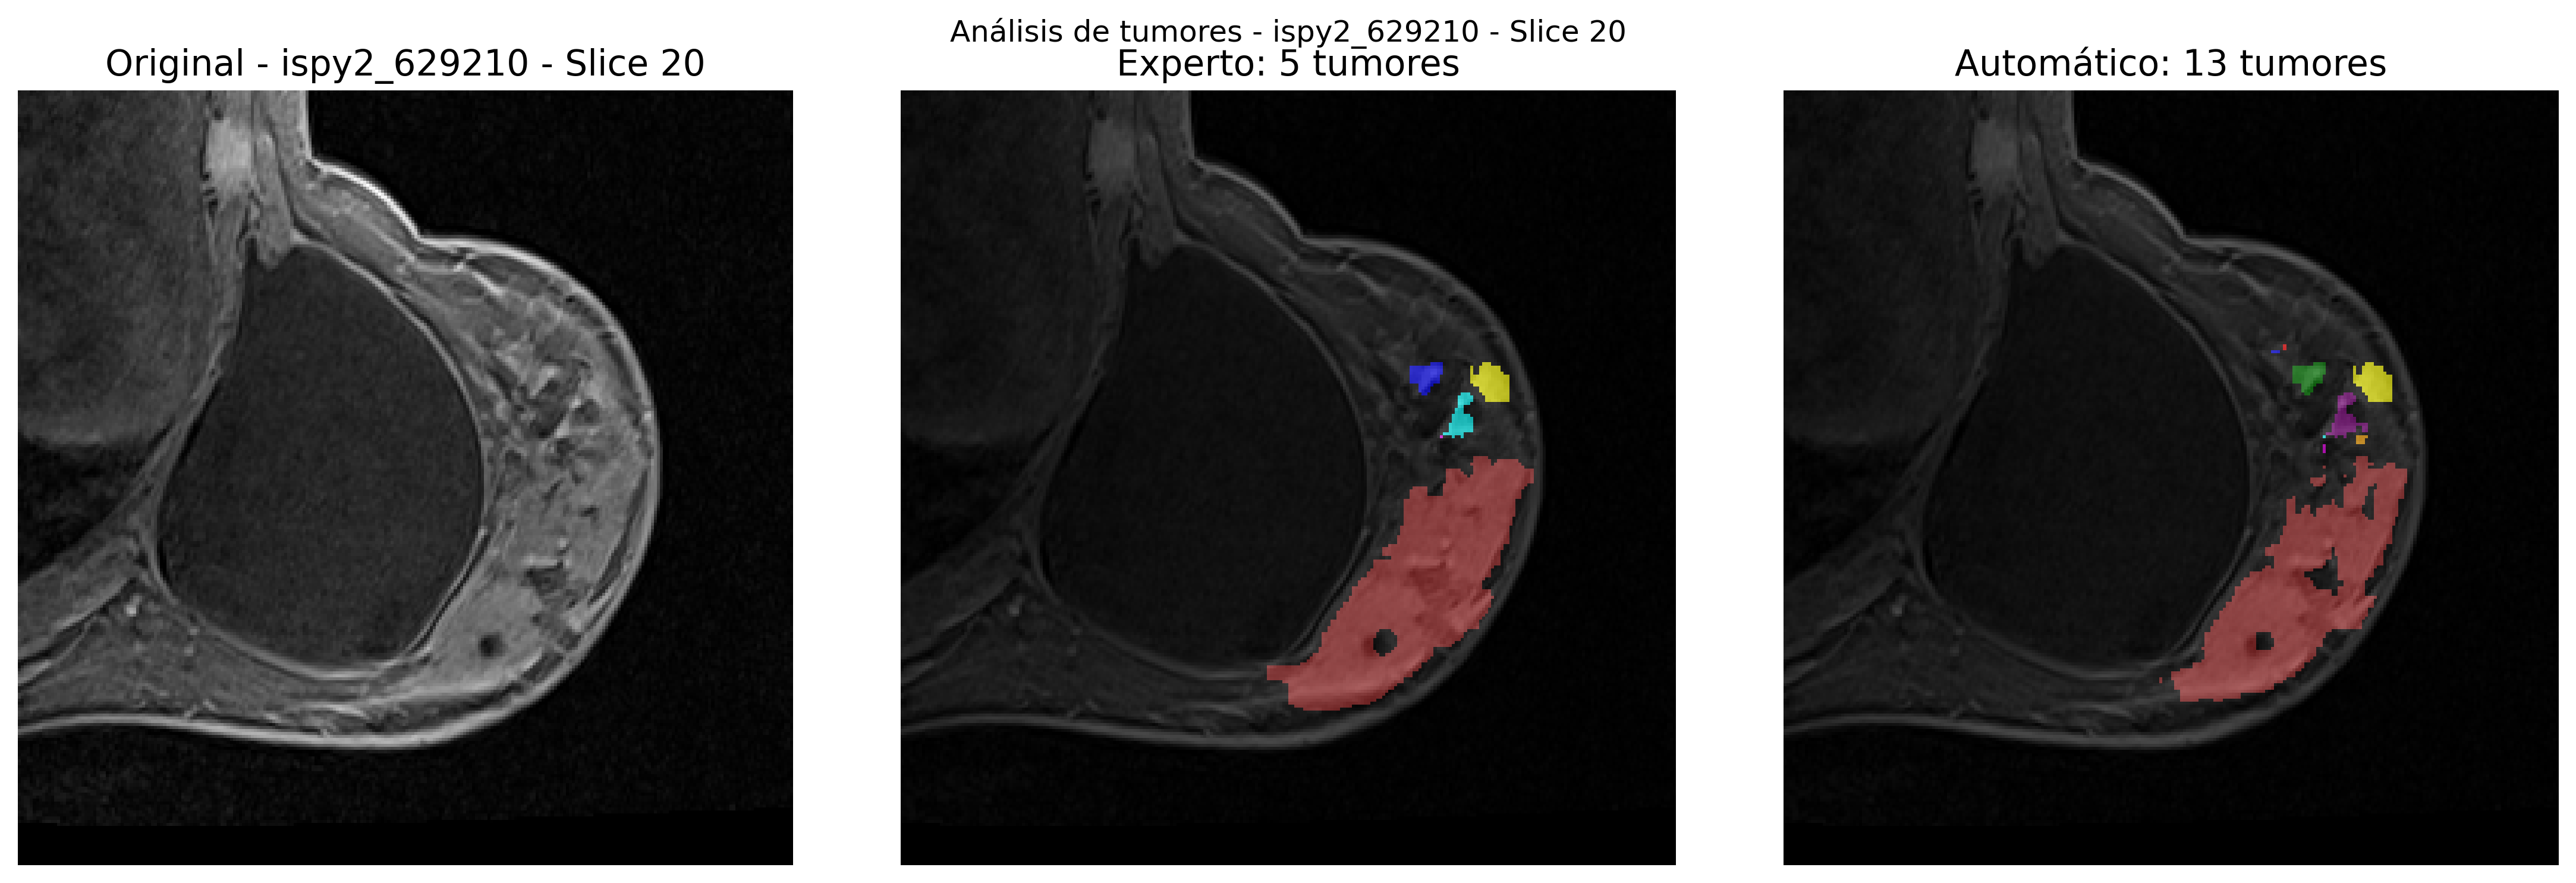 Análisis de tumores - ispy2_629210 - Slice 20
Original - ispy2_629210 - Slice 20
Experto: 5 tumores
Automático: 13 tumores